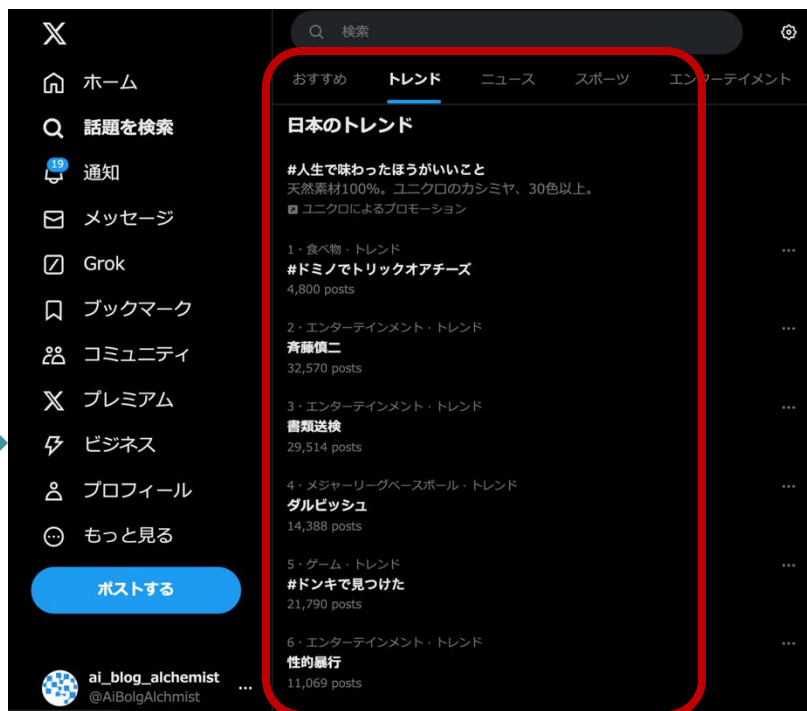 検索
ホーム
話題を検索
19
通知
メッセージ
Grok
ブックマーク
コミュニティ
プレミアム
ビジネス
プロフィール
もっと見る
ポストする
ai_blog_alchemist
@AiBolgAlchmist
おすすめ
トレンド
ニュース
スポーツ
エンターテイメント
日本のトレンド
#人生で味わったほうがいいこと
天然素材100%。ユニクロのカシミヤ、30色以上。
ユニクロによるプロモーション
1・食べ物・トレンド
#ドミノでトリックオアチーズ
4,800 posts
2・エンターテインメント・トレンド
斉藤慎二
32,570 posts
3・エンターテインメント・トレンド
書類送検
29,514 posts
4・メジャーリーグベースボール・トレンド
ダルビッシュ
14,388 posts
5・ゲーム・トレンド
#ドンキで見つけた
21,790 posts
6・エンターテインメント・トレンド
性的暴行
11,069 posts